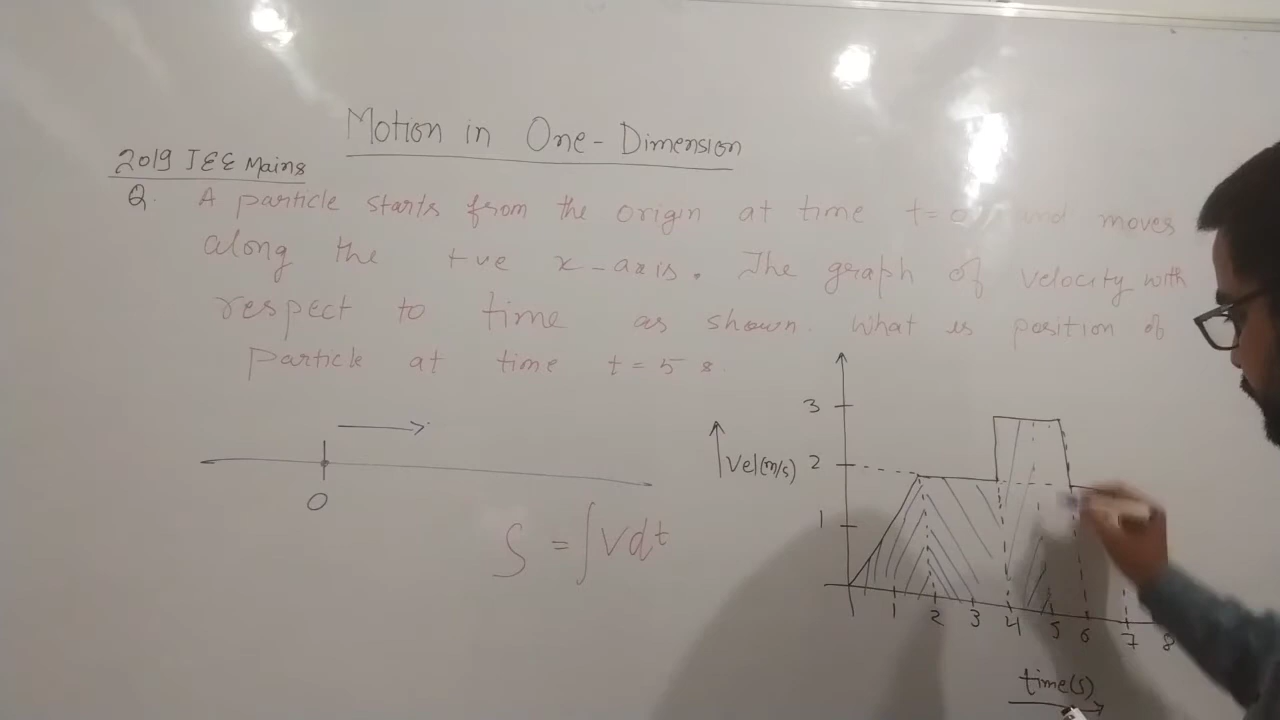 Motion in One-Dimension
2019 JEE Mains
Q. A particle starts from the origin at time t=0 and moves
along the +ve x-axis. The graph of velocity with
respect to time as shown. What is position of
particle at time t=5 s.
3
Vel(m/s) 2
1
O
S = ∫Vdt
1 2 3 4 5 6 7 8
time(s)